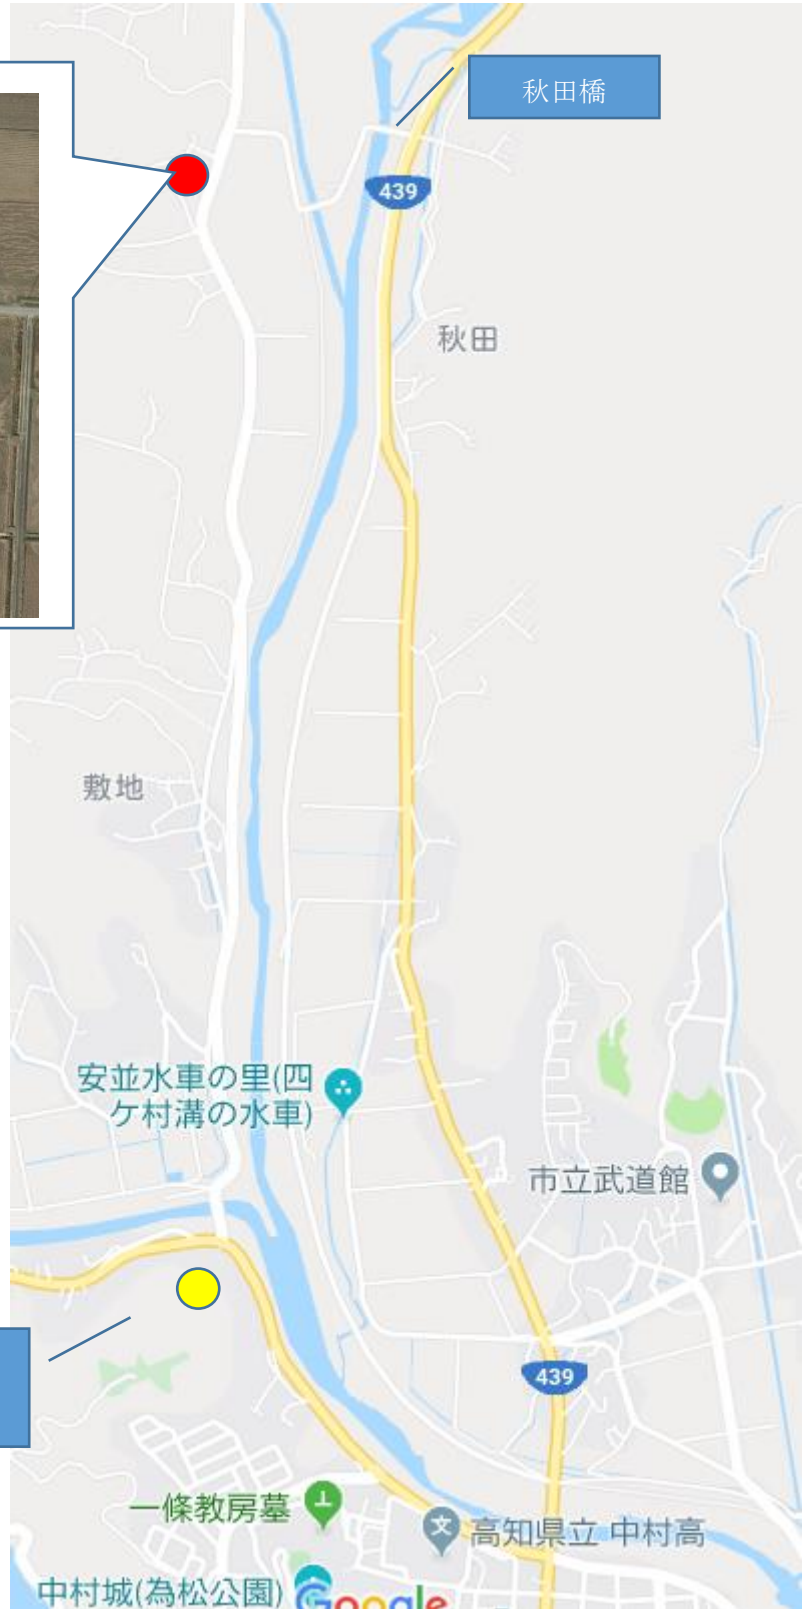 秋田橋
439
秋田
敷地
安並水車の里(四
ケ村溝の水車)
市立武道館
439
一條教房墓
文
高知県立 中村高
中村城(為松公園)
Google